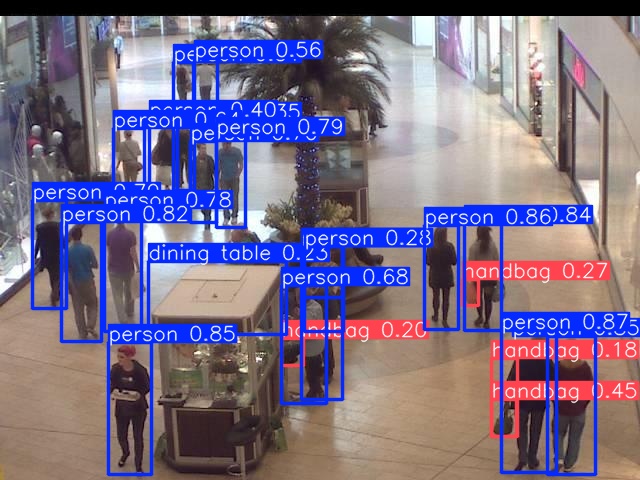 person 0.56
person 0.4035
person 0.79
person 0.79
person 0.78
person 0.82
person 0.86
0.84
person 0.28
dining table 0.23
handbag 0.27
person 0.68
person 0.87
person 0.85
handbag 0.20
handbag 0.18
handbag 0.45